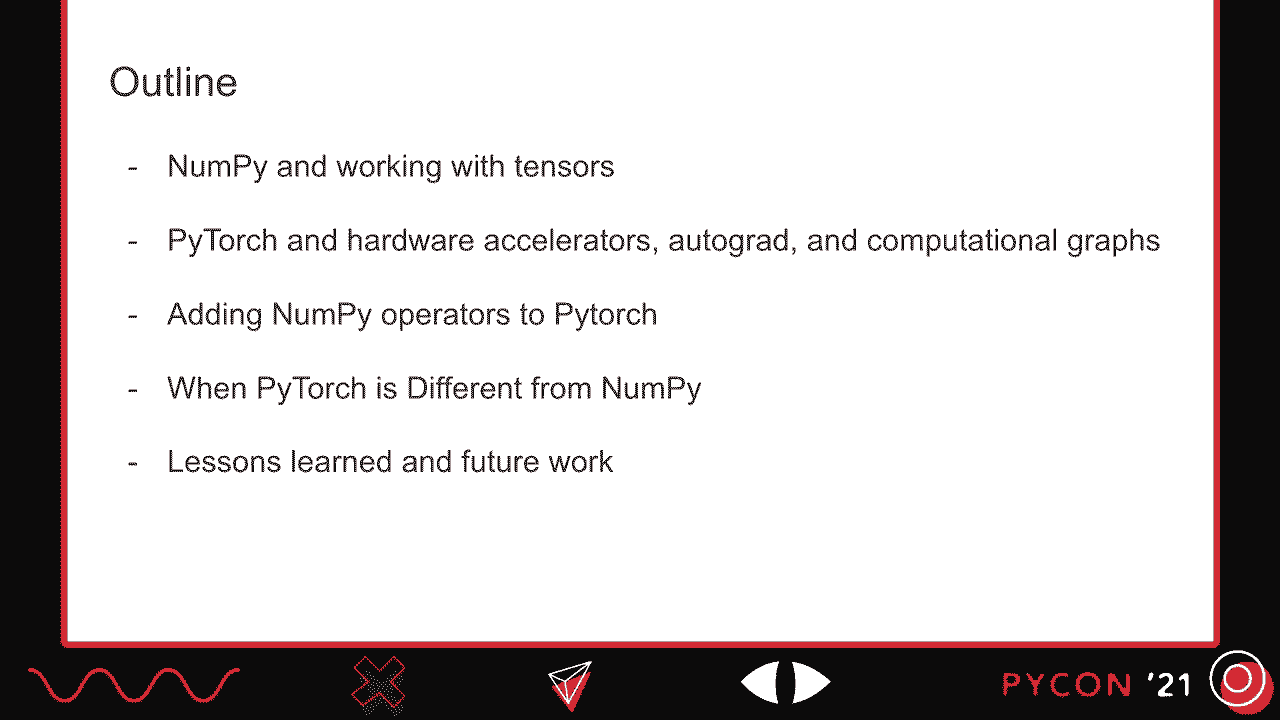 Outline
- NumPy and working with tensors
- PyTorch and hardware accelerators, autograd, and computational graphs
- Adding NumPy operators to Pytorch
- When PyTorch is Different from NumPy
- Lessons learned and future work
PYCON '21